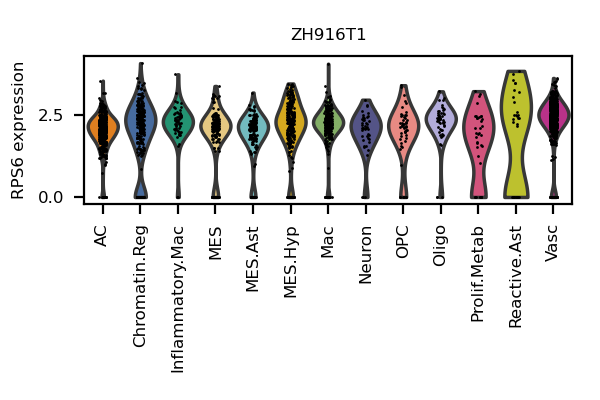 ZH916T1
RPS6 expression
2.5
0.0
AC
Chromatin.Reg
Inflammatory.Mac
MES
MES.Ast
MES.Hyp
Mac
Neuron
OPC
Oligo
Prolif.Metab
Reactive.Ast
Vasc